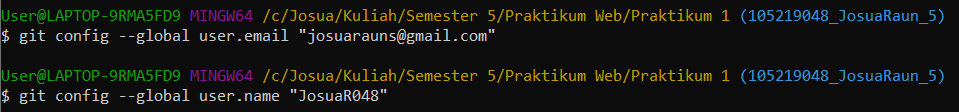 User@LAPTOP-9RMA5FD9 MINGW64 /c/Josua/Kuliah/Semester 5/Praktikum Web/Praktikum 1 (105219048_JosuaRaun_5)
$ git config --global user.email "josuarauns@gmail.com"
User@LAPTOP-9RMA5FD9 MINGW64 /c/Josua/Kuliah/Semester 5/Praktikum Web/Praktikum 1 (105219048_JosuaRaun_5)
$ git config --global user.name "JosuaR048"